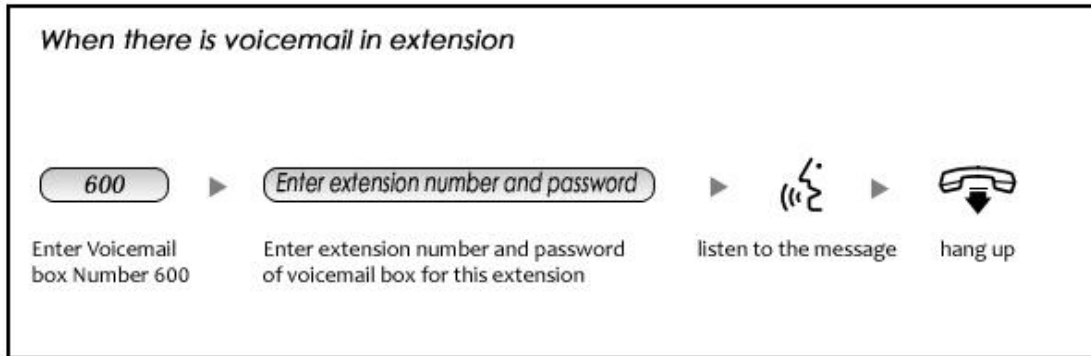 When there is voicemail in extension
600
Enter extension number and password
Enter Voicemail
box Number 600
Enter extension number and password
of voicemail box for this extension
listen to the message
hang up